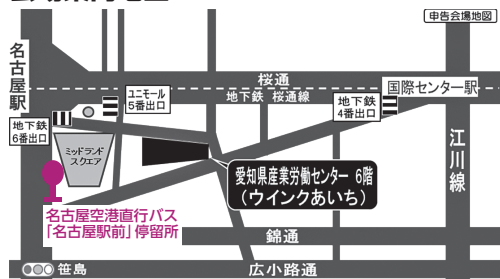 申告会場地図
名古屋駅
桜通
地下鉄 桜通線
国際センター駅
ユニモール
5番出口
地下鉄
4番出口
地下鉄
6番出口
ミッドランド
スクエア
江川線
愛知県産業労働センター 6階
(ウインクあいち)
名古屋空港直行バス
「名古屋駅前」停留所
錦通
笹島
広小路通